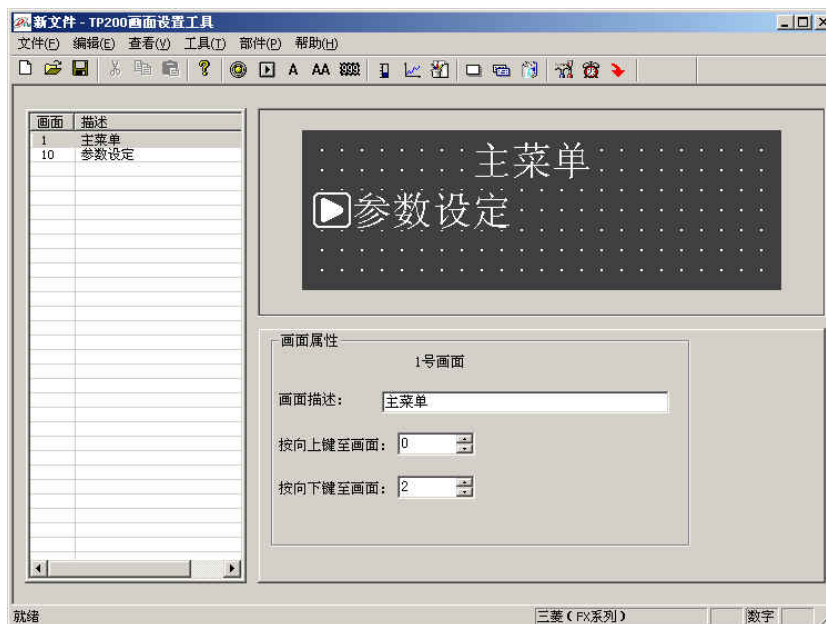 新文件 - TP200画面设置工具
文件(F) 编辑(E) 查看(V) 工具(T) 部件(P) 帮助(H)
A AA
画面 描述
1 主菜单
10 参数设定
主菜单
参数设定
画面属性
1号画面
画面描述： 主菜单
按向上键至画面： 0
按向下键至画面： 2
就绪 三菱(FX系列) 数字